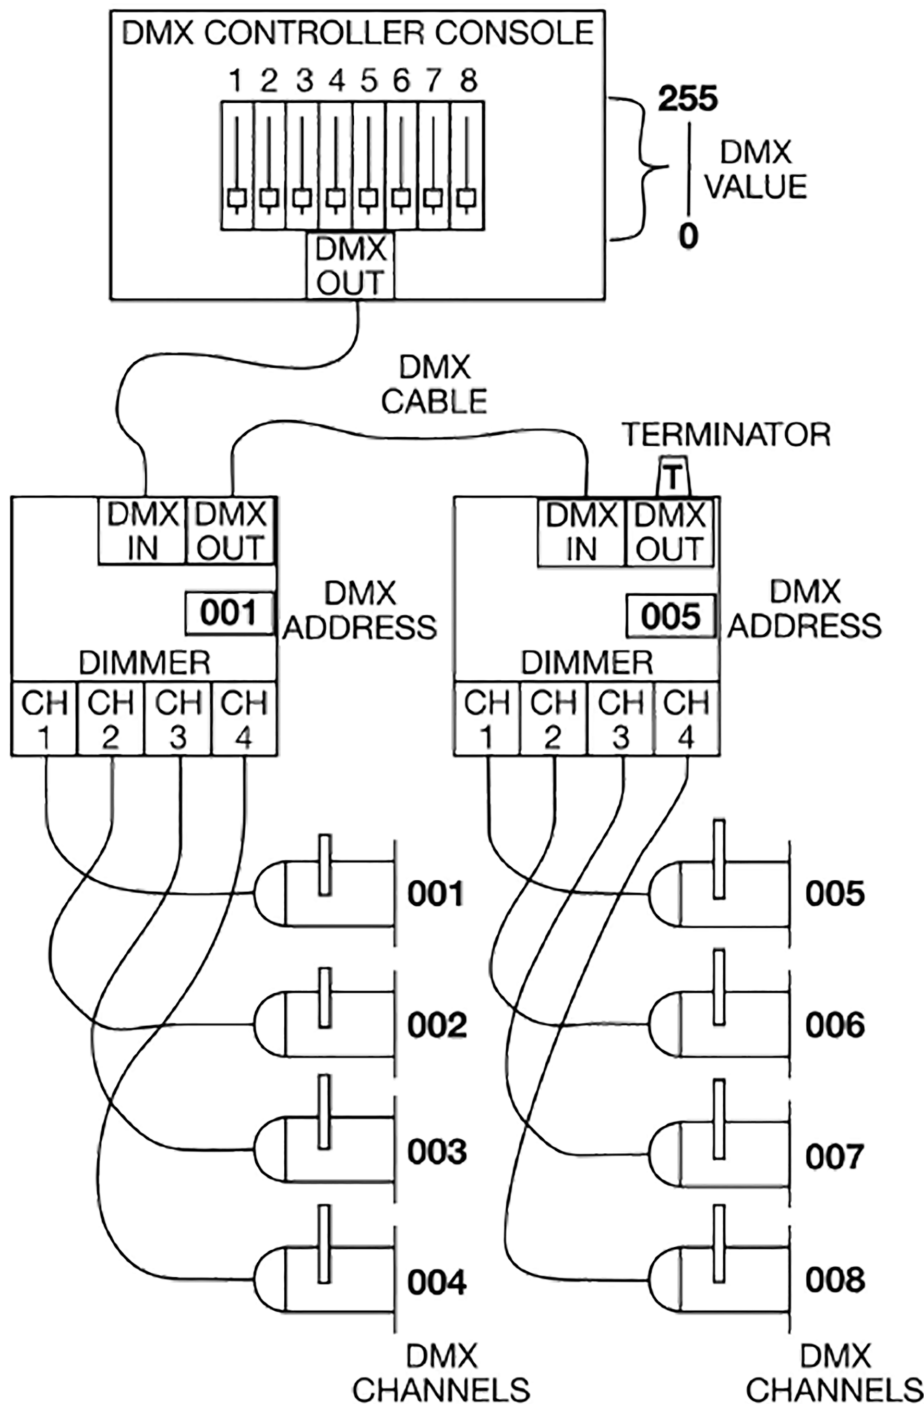 DMX CONTROLLER CONSOLE
1 2 3 4 5 6 7 8
255
DMX
VALUE
0
DMX
OUT
DMX
CABLE
TERMINATOR
T
DMX
IN
DMX
OUT
001
DMX
ADDRESS
DIMMER
CH
1
CH
2
CH
3
CH
4
DMX
IN
DMX
OUT
005
DMX
ADDRESS
DIMMER
CH
1
CH
2
CH
3
CH
4
001
002
003
004
DMX
CHANNELS
005
006
007
008
DMX
CHANNELS